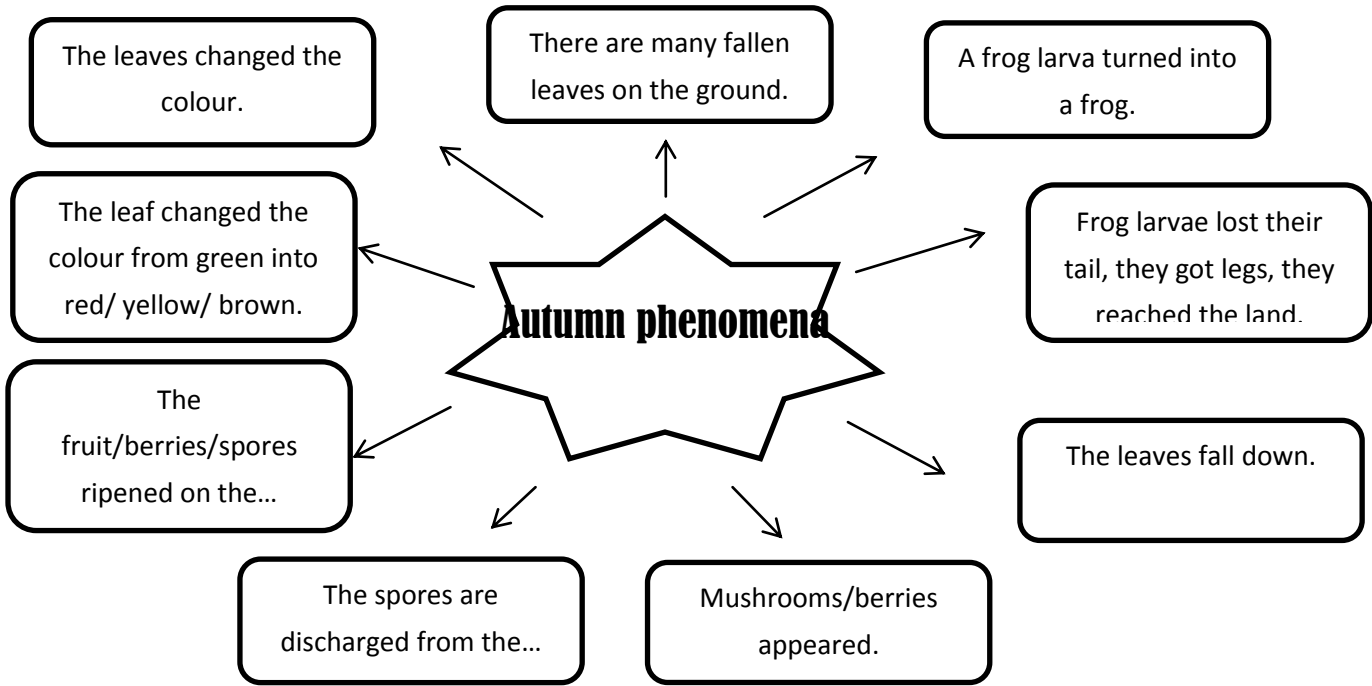 The leaves changed the
colour.
There are many fallen
leaves on the ground.
A frog larva turned into
a frog.
The leaf changed the
colour from green into
red/ yellow/ brown.
Frog larvae lost their
tail, they got legs, they
reached the land.
Autumn phenomena
The
fruit/berries/spores
ripened on the…
The leaves fall down.
The spores are
discharged from the…
Mushrooms/berries
appeared.